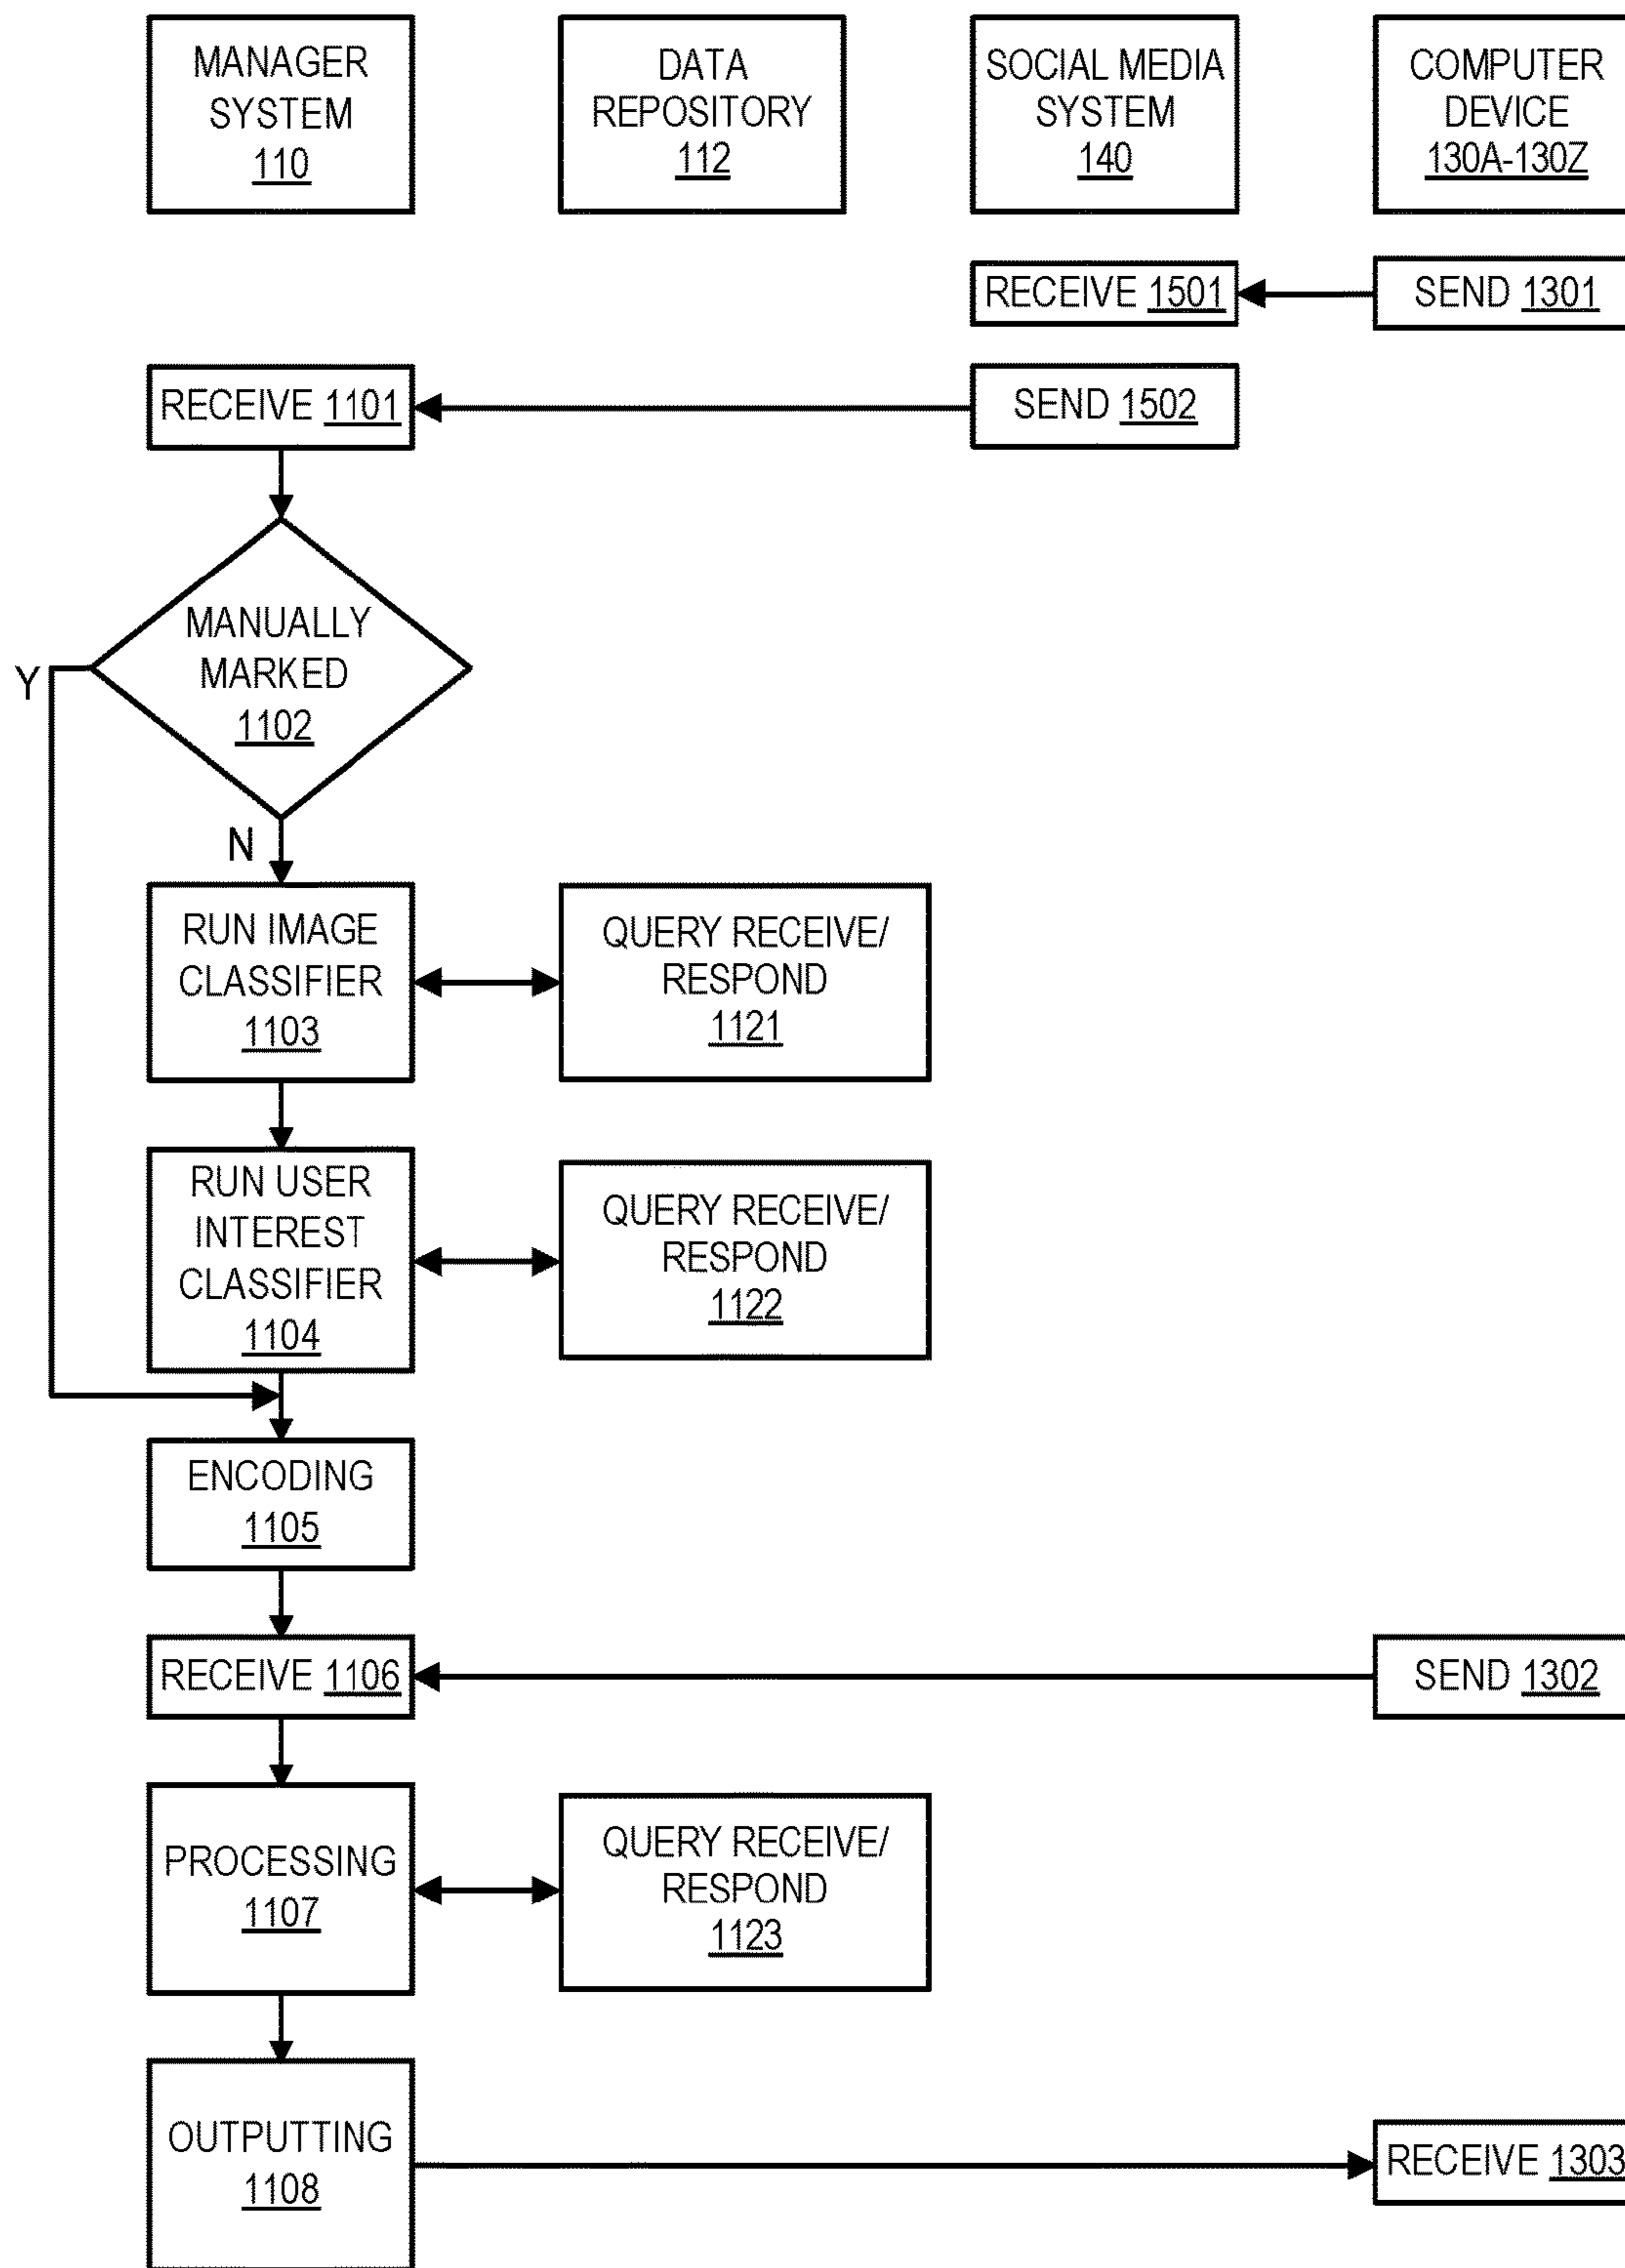 MANAGER
SYSTEM
110
DATA
REPOSITORY
112
SOCIAL MEDIA
SYSTEM
140
COMPUTER
DEVICE
130A-130Z
RECEIVE 1501
SEND 1301
RECEIVE 1101
SEND 1502
MANUALLY
MARKED
1102
Y
N
RUN IMAGE
CLASSIFIER
1103
QUERY RECEIVE/
RESPOND
1121
RUN USER
INTEREST
CLASSIFIER
1104
QUERY RECEIVE/
RESPOND
1122
ENCODING
1105
RECEIVE 1106
SEND 1302
PROCESSING
1107
QUERY RECEIVE/
RESPOND
1123
OUTPUTTING
1108
RECEIVE 1303